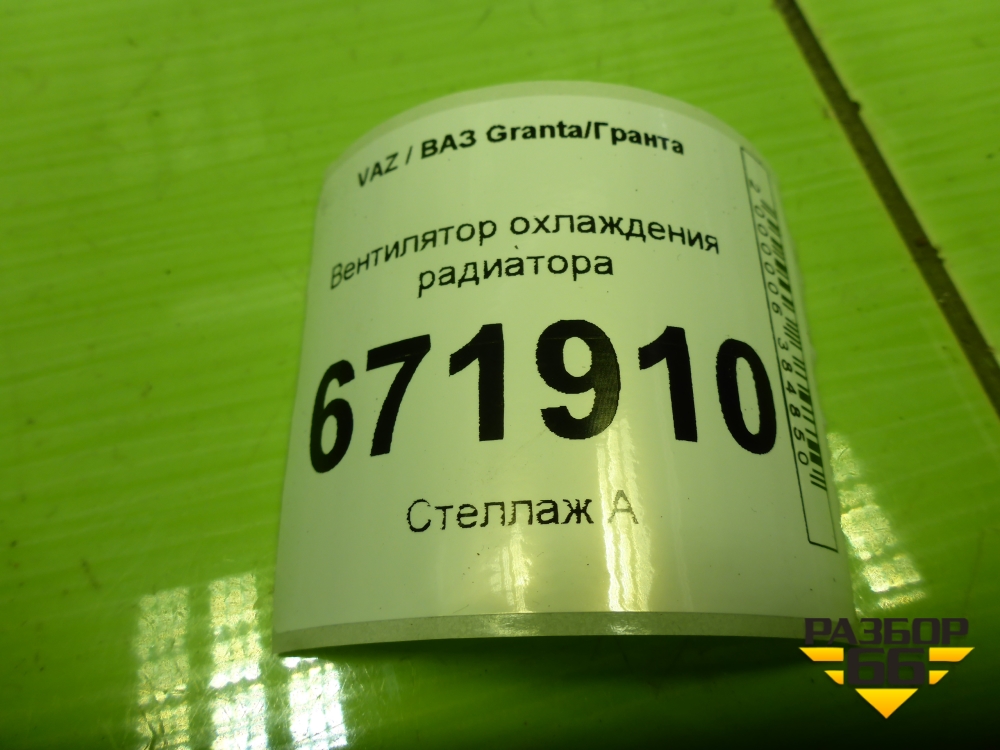 VAZ / ВАЗ Granta/Гранта
Вентилятор охлаждения
радиатора
671910
Стеллаж А
2000006384850
РАЗБОР
66